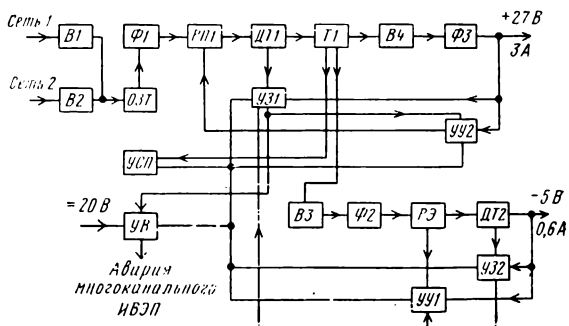 Сеть 1
В1
Ф1
РП1
ДТ1
Т1
В4
Ф3
+27 В
3А
Сеть 2
В2
ОЗТ
УЗ1
УУ2
УСП
= 20 В
УК
В3
Ф2
РЭ
ДТ2
-5 В
0,6 А
Авария
многоканального
ИВЭП
УЗ2
УУ1